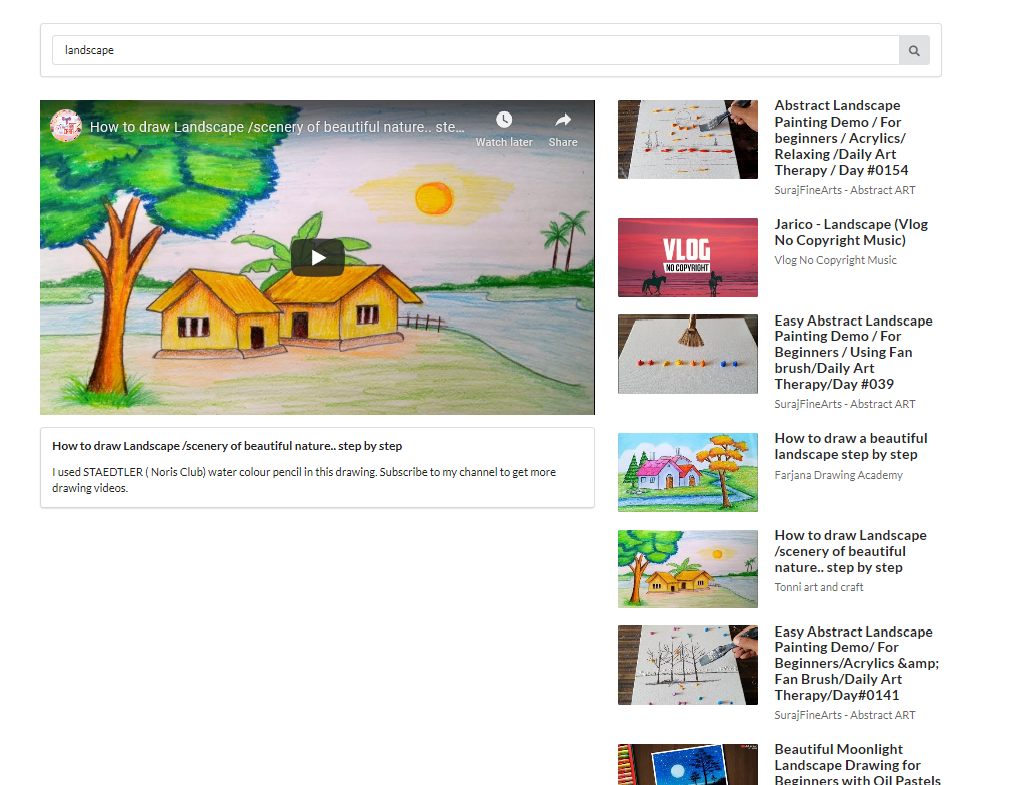 landscape
How to draw Landscape /scenery of beautiful nature.. ste...
Watch later
Share
How to draw Landscape /scenery of beautiful nature.. step by step
I used STAEDTLER ( Noris Club) water colour pencil in this drawing. Subscribe to my channel to get more
drawing videos.
Abstract Landscape
Painting Demo / For
beginners / Acrylics/
Relaxing /Daily Art
Therapy / Day #0154
SurajFineArts - Abstract ART
VLOG
NO COPYRIGHT
Jarico - Landscape (Vlog
No Copyright Music)
Vlog No Copyright Music
Easy Abstract Landscape
Painting Demo / For
Beginners / Using Fan
brush/Daily Art
Therapy/Day #039
SurajFineArts - Abstract ART
How to draw a beautiful
landscape step by step
Farjana Drawing Academy
How to draw Landscape
/scenery of beautiful
nature.. step by step
Tonni art and craft
Easy Abstract Landscape
Painting Demo/ For
Beginners/Acrylics &amp;
Fan Brush/Daily Art
Therapy/Day#0141
SurajFineArts - Abstract ART
Beautiful Moonlight
Landscape Drawing for
Beginners with Oil Pastels